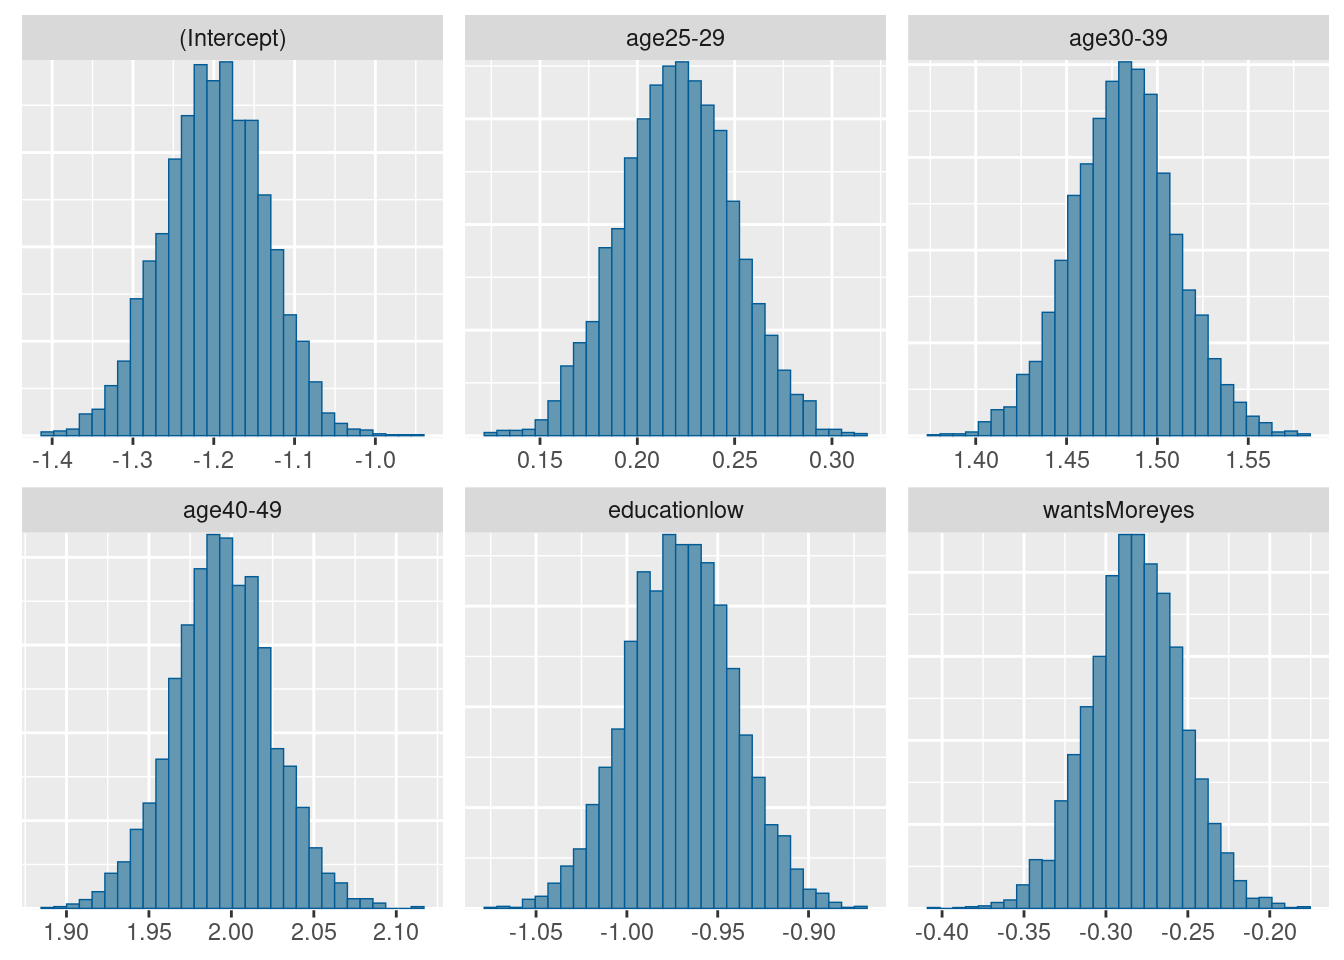 (Intercept)
age25-29
age30-39
-1.4 -1.3 -1.2 -1.1 -1.0
0.15 0.20 0.25 0.30
1.40 1.45 1.50 1.55
age40-49
educationlow
wantsMoreyes
1.90 1.95 2.00 2.05 2.10
-1.05 -1.00 -0.95 -0.90
-0.40 -0.35 -0.30 -0.25 -0.20